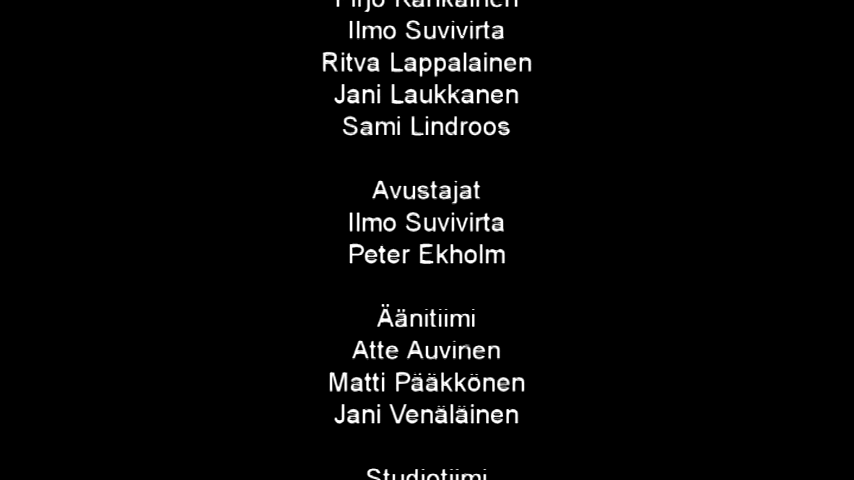 Ilmo Suvivirta
Ritva Lappalainen
Jani Laukkanen
Sami Lindroos
Avustajat
Ilmo Suvivirta
Peter Ekholm
Äänitiimi
Atte Auvinen
Matti Pääkkönen
Jani Venäläinen
Studiotiimi